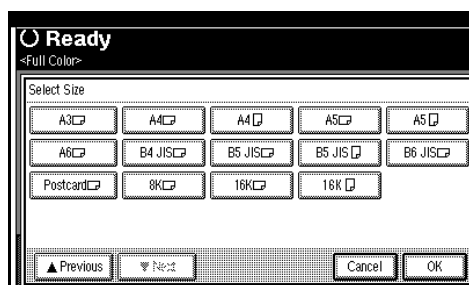 Ready
<Full Color>
Select Size
A3 A4 A4 A5 A5
A6 B4 JIS B5 JIS B5 JIS B6 JIS
Postcard 8K 16K 16K
▲ Previous ▼ Next Cancel OK